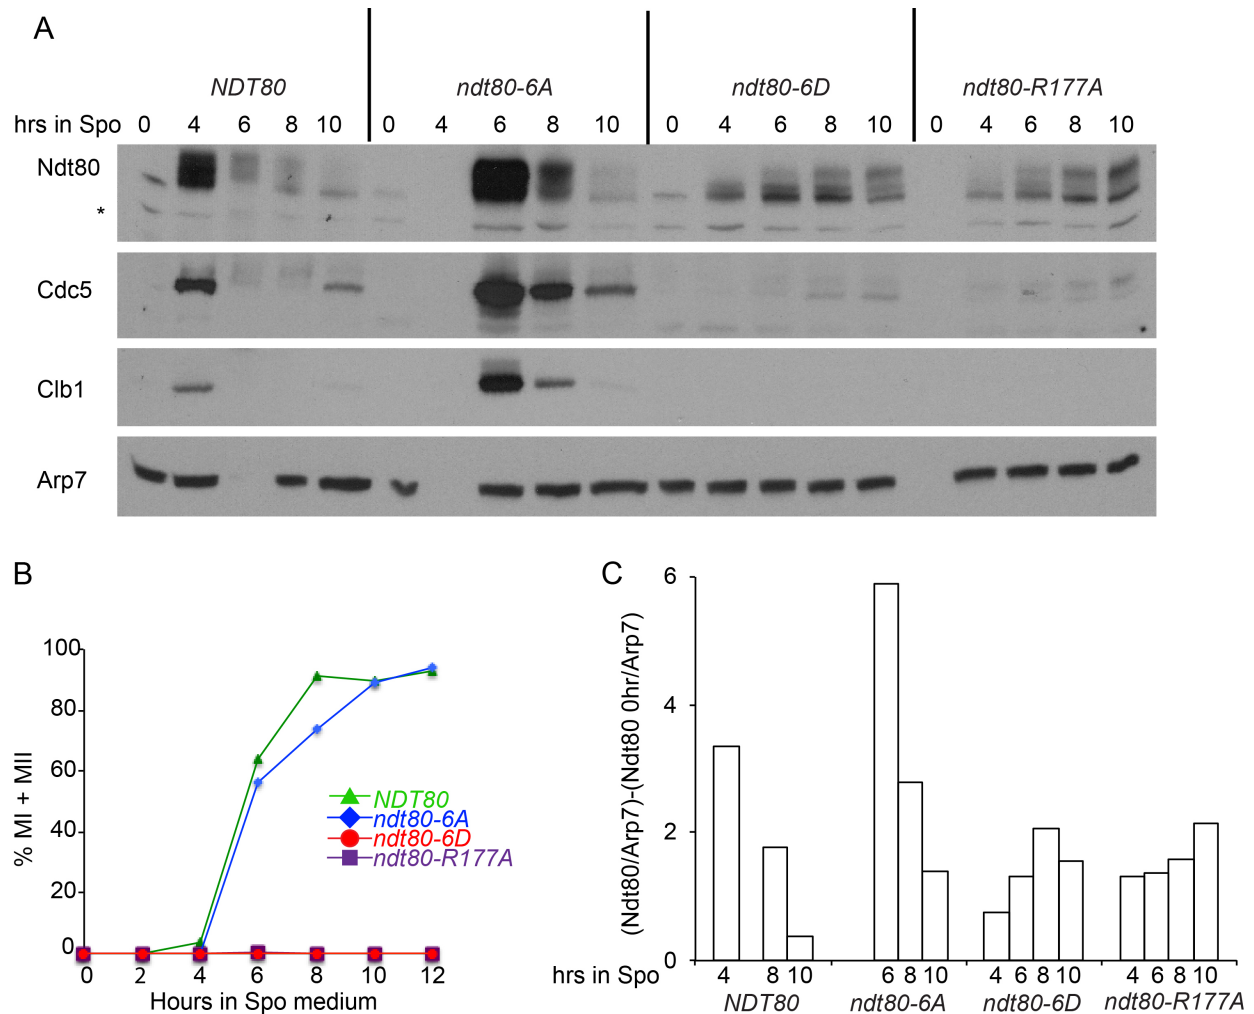 A
NDT80 ndt80-6A ndt80-6D ndt80-R177A
hrs in Spo 0 4 6 8 10 0 4 6 8 10 0 4 6 8 10 0 4 6 8 10
Ndt80
*
Cdc5
Clb1
Arp7
B
100
80
60
40
20
0
% MI + MII
NDT80
ndt80-6A
ndt80-6D
ndt80-R177A
0 2 4 6 8 10 12
Hours in Spo medium
C
6
4
2
0
(Ndt80/Arp7)-(Ndt80 0hr/Arp7)
hrs in Spo 4 8 10 6 8 10 4 6 8 10 4 6 8 10
NDT80 ndt80-6A ndt80-6D ndt80-R177A